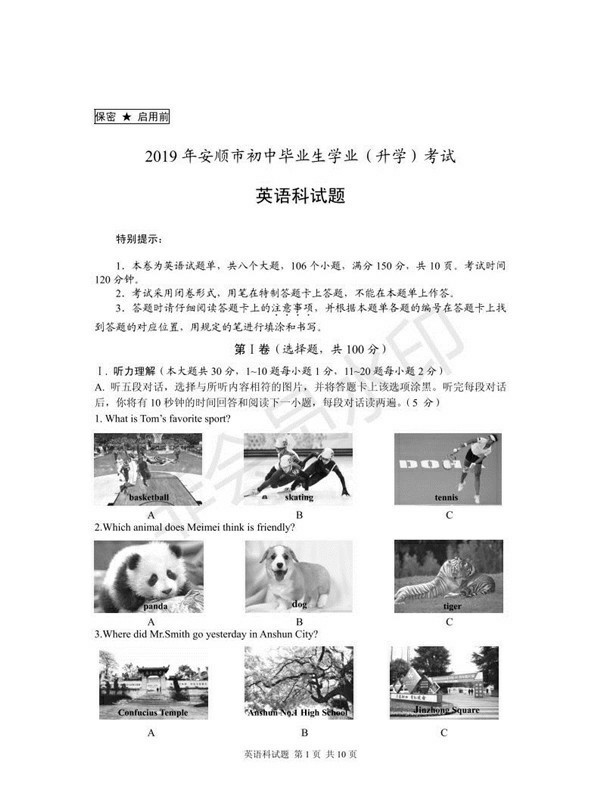 保密 ★ 启用前
2019 年安顺市初中毕业生学业（升学）考试
英语科试题
特别提示：
1．本卷为英语试题单，共八个大题，106 个小题，满分 150 分，共 10 页。考试时间
120 分钟。
2．考试采用闭卷形式，用笔在特制答题卡上答题，不能在本题单上作答。
3．答题时请仔细阅读答题卡上的注意事项，并根据本题单各题的编号在答题卡上找
到答题的对应位置，用规定的笔进行填涂和书写。
第Ⅰ卷（选择题，共 100 分）
Ⅰ．听力理解（本大题共 30 分，1~10 题每小题 1 分，11~20 题每小题 2 分）
A. 听五段对话，选择与所听内容相符的图片，并将答题卡上该选项涂黑。听完每段对话
后，你将有 10 秒钟的时间回答和阅读下一小题，每段对话读两遍。（5 分）
1. What is Tom's favorite sport?
DOH
basketball skating tennis
A B C
2.Which animal does Meimei think is friendly?
panda dog tiger
A B C
3.Where did Mr.Smith go yesterday in Anshun City?
Confucius Temple Anshun No.1 High School Jinzhong Square
A B C
英语科试题 第 1 页 共 10 页
非会员水印